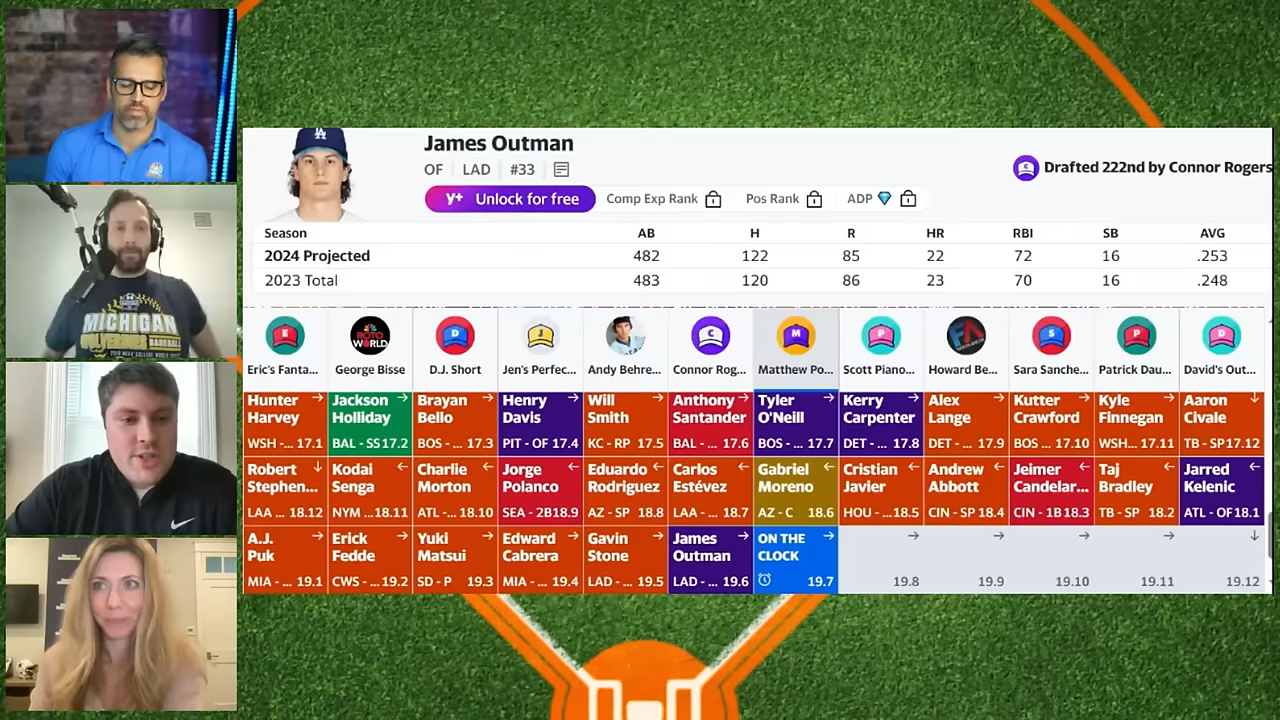 James Outman
OF LAD #33
Drafted 222nd by Connor Rogers
y+ Unlock for free Comp Exp Rank Pos Rank ADP
Season AB H R HR RBI SB AVG
2024 Projected 482 122 85 22 72 16 .253
2023 Total 483 120 86 23 70 16 .248
Eric's Fanta... George Bisse D.J. Short Jen's Perfec... Andy Behre... Connor Rog... Matthew Po... Scott Piano... Howard Be... Sara Sanche... Patrick Dau... David's Out...
Hunter Jackson Brayan Henry Will Anthony Tyler Kerry Alex Kutter Kyle Aaron
Harvey Holliday Bello Davis Smith Santander O'Neill Carpenter Lange Crawford Finnegan Civale
WSH -... 17.1 BAL - SS 17.2 BOS - ... 17.3 PIT - OF 17.4 KC - RP 17.5 BAL - ... 17.6 BOS - ... 17.7 DET - ... 17.8 DET - ... 17.9 BOS ... 17.10 WSH... 17.11 TB - SP 17.12
Robert Kodai Charlie Jorge Eduardo Carlos Gabriel Cristian Andrew Jeimer Taj Jarred
Stephen... Senga Morton Polanco Rodriguez Estévez Moreno Javier Abbott Candelar... Bradley Kelenic
LAA ... 18.12 NYM ... 18.11 ATL -... 18.10 SEA - 2B 18.9 AZ - SP 18.8 LAA - ... 18.7 AZ - C 18.6 HOU - ... 18.5 CIN - SP 18.4 CIN - 1B 18.3 TB - SP 18.2 ATL - OF 18.1
A.J. Erick Yuki Edward Gavin James ON THE
Puk Fedde Matsui Cabrera Stone Outman CLOCK
MIA - ... 19.1 CWS - ... 19.2 SD - P 19.3 MIA - ... 19.4 LAD - ... 19.5 LAD - ... 19.6 19.7 19.8 19.9 19.10 19.11 19.12
MICHIGAN